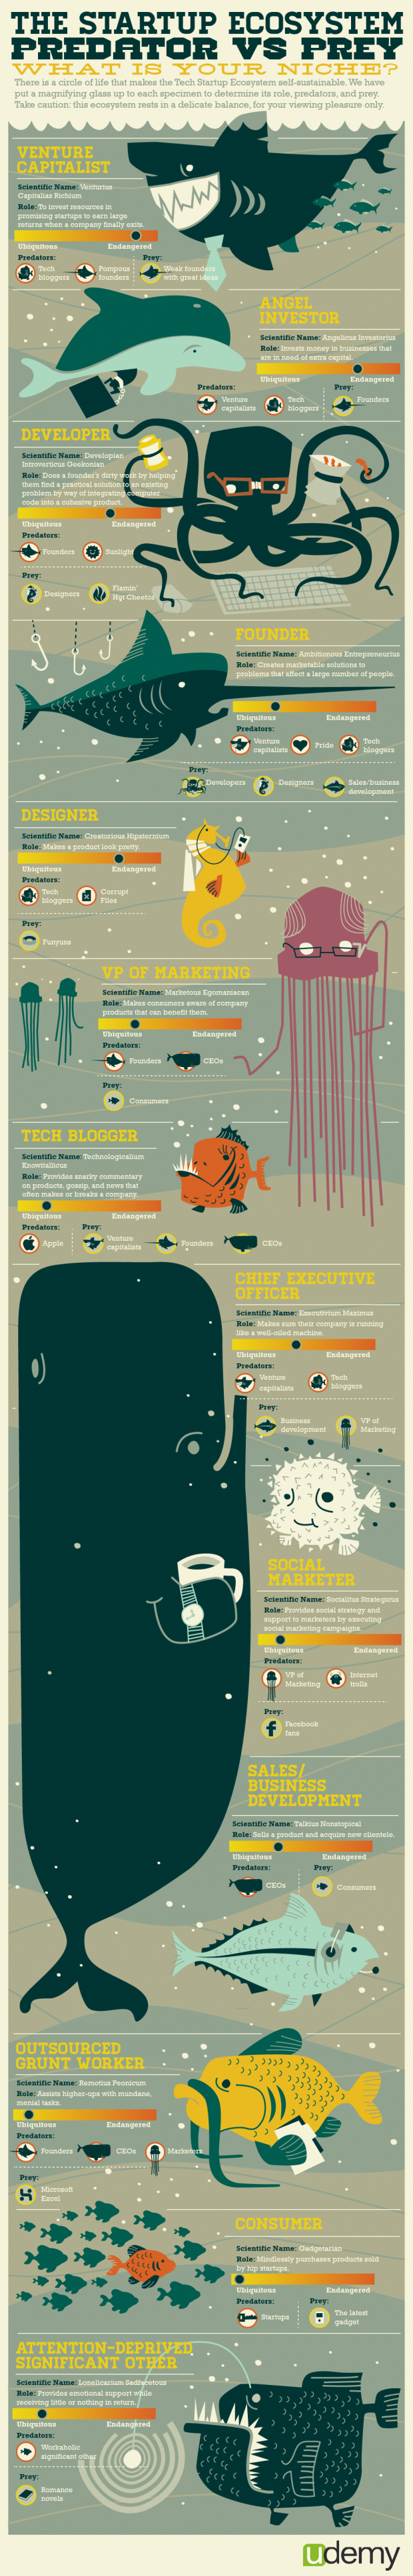 THE STARTUP ECOSYSTEM
PREDATOR VS PREY
WHAT IS YOUR NICHE?
There is a circle of life that makes the Tech Startup Ecosystem self-sustainable. We have
put a magnifying glass up to each specimen to determine its role, predators, and prey.
Take caution: this ecosystem rests in a delicate balance, for your viewing pleasure only.
VENTURE
CAPITALIST
Scientific Name: Venturius
Capitalias Richium
Role: To invest resources in
promising startups to earn large
returns when a company finally exits.
Ubiquitous Endangered
Predators:
Tech
bloggers
Pompous
founders
Prey:
Weak founders
with great ideas
ANGEL
INVESTOR
Scientific Name: Angelicus Investorius
Role: Invests money in businesses that
are in need of extra capital.
Ubiquitous Endangered
Predators:
Venture
capitalists
Tech
bloggers
Prey:
Founders
DEVELOPER
Scientific Name: Developian
Introverticus Geekonian
Role: Does a founder's dirty work by helping
them find a practical solution to an existing
problem by way of integrating computer
code into a cohesive product.
Ubiquitous Endangered
Predators:
Founders
Sunlight
Prey:
Designers
Flamin'
Hot Cheetos
FOUNDER
Scientific Name: Ambitionous Entrepreneurius
Role: Creates marketable solutions to
problems that affect a large number of people.
Ubiquitous Endangered
Predators:
Venture
capitalists
Pride
Tech
bloggers
Prey:
Developers
Designers
Sales/business
development
DESIGNER
Scientific Name: Creatorious Hipsternium
Role: Makes a product look pretty.
Ubiquitous Endangered
Predators:
Tech
bloggers
Corrupt
Files
Prey:
Funyuns
VP OF MARKETING
Scientific Name: Marketous Egomaniacan
Role: Makes consumers aware of company
products that can benefit them.
Ubiquitous Endangered
Predators:
Founders
CEOs
Prey:
Consumers
TECH BLOGGER
Scientific Name: Technologicalium
Knowitallicus
Role: Provides snarky commentary
on products, gossip, and news that
often makes or breaks a company.
Ubiquitous Endangered
Predators:
Apple
Prey:
Venture
capitalists
Founders
CEOs
CHIEF EXECUTIVE
OFFICER
Scientific Name: Executivium Maximus
Role: Makes sure their company is running
like a well-oiled machine.
Ubiquitous Endangered
Predators:
Venture
capitalists
Tech
bloggers
Prey:
Business
development
VP of
Marketing
SOCIAL
MARKETER
Scientific Name: Socialitus Strategicus
Role: Provides social strategy and
support to marketers by executing
social marketing campaigns.
Ubiquitous Endangered
Predators:
VP of
Marketing
Internet
trolls
Prey:
Facebook
fans
SALES/
BUSINESS
DEVELOPMENT
Scientific Name: Talkius Nonstopical
Role: Sells a product and acquire new clientele.
Ubiquitous Endangered
Predators:
CEOs
Prey:
Consumers
OUTSOURCED
GRUNT WORKER
Scientific Name: Remotius Peonicum
Role: Assists higher-ups with mundane,
menial tasks.
Ubiquitous Endangered
Predators:
Founders
CEOs
Marketers
Prey:
Microsoft
Excel
CONSUMER
Scientific Name: Gadgetarian
Role: Mindlessly purchases products sold
by hip startups.
Ubiquitous Endangered
Predators:
Startups
Prey:
The latest
gadget
ATTENTION-DEPRIVED
SIGNIFICANT OTHER
Scientific Name: Lonelicarium Sadfacetous
Role: Provides emotional support while
receiving little or nothing in return.
Ubiquitous Endangered
Predators:
Workaholic
significant other
Prey:
Romance
novels
udemy